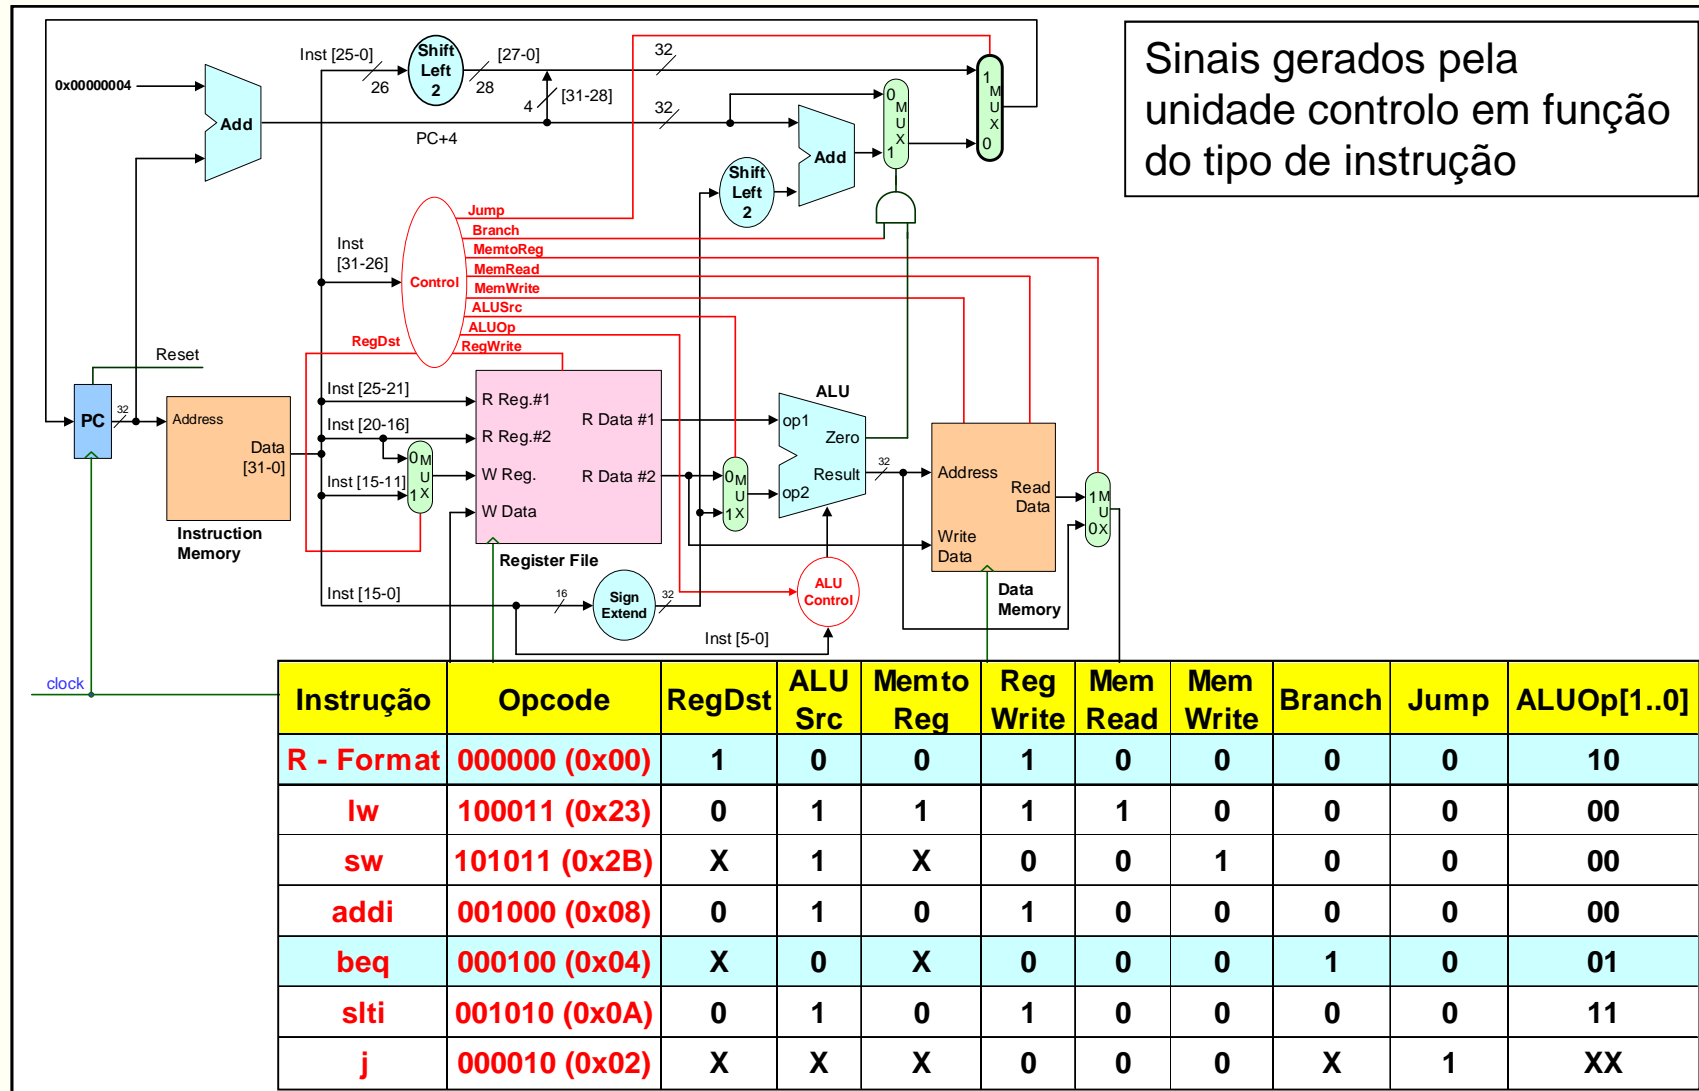 Sinais gerados pela
unidade controlo em função
do tipo de instrução
Inst [25-0]
26
Shift
Left
2
[27-0]
28
32
4
[31-28]
0x00000004
Add
PC+4
32
0
M
U
X
1
1
M
U
X
0
Add
Shift
Left
2
Inst
[31-26]
Control
Jump
Branch
MemtoReg
MemRead
MemWrite
ALUSrc
ALUOp
RegWrite
RegDst
Reset
PC
32
Address
Data
[31-0]
Instruction
Memory
Inst [25-21]
Inst [20-16]
Inst [15-11]
0
M
U
X
1
R Reg.#1
R Reg.#2
W Reg.
W Data
R Data #1
R Data #2
Register File
0
M
U
X
1
ALU
op1
Zero
Result
op2
32
Address
Read
Data
Write
Data
Data
Memory
1
M
U
X
0
Inst [15-0]
16
Sign
Extend
32
ALU
Control
Inst [5-0]
clock
Instrução Opcode RegDst ALU Src Memto Reg Reg Write Mem Read Mem Write Branch Jump ALUOp[1..0]
R - Format 000000 (0x00) 1 0 0 1 0 0 0 0 10
lw 100011 (0x23) 0 1 1 1 1 0 0 0 00
sw 101011 (0x2B) X 1 X 0 0 1 0 0 00
addi 001000 (0x08) 0 1 0 1 0 0 0 0 00
beq 000100 (0x04) X 0 X 0 0 0 1 0 01
slti 001010 (0x0A) 0 1 0 1 0 0 0 0 11
j 000010 (0x02) X X X 0 0 0 X 1 XX